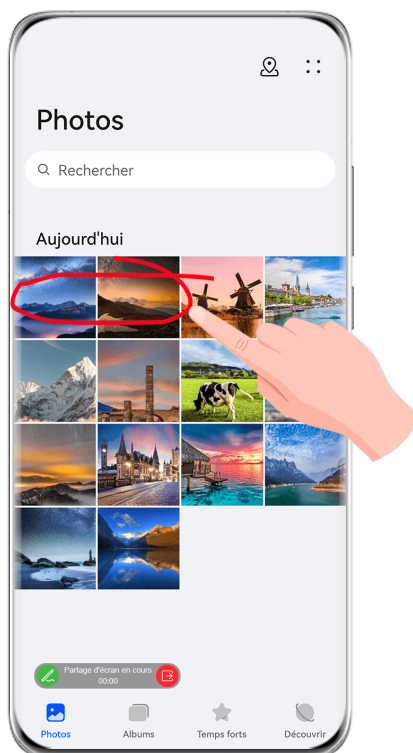 Photos
Rechercher
Aujourd'hui
Partage d'écran en cours
00:00
Photos
Albums
Temps forts
Découvrir